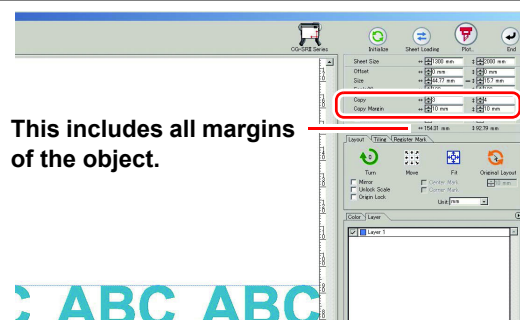 CG-SRⅡ Series
Initialize Sheet Loading Plot.. End
Sheet Size 1300 mm 2000 mm
Offset 0 mm 0 mm
Size 44.77 mm 15.7 mm
Copy 3 4
Copy Margin 10 mm 10 mm
154.31 mm 92.79 mm
This includes all margins
of the object.
Layout Tiling Register Mark
Turn Move Fit Original Layout
Mirror Center Mark
Unlock Scale Corner Mark
Origin Lock
Unit mm
Color Layer
Layer 1
C ABC ABC